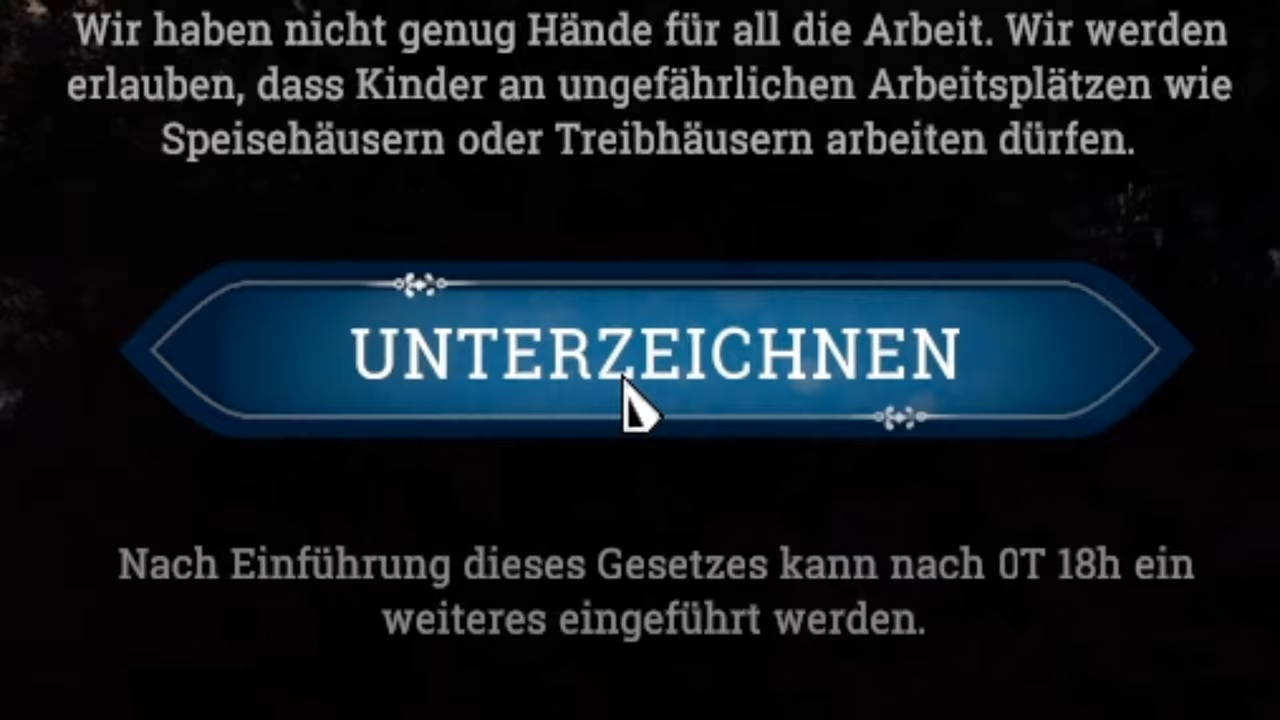 Wir haben nicht genug Hände für all die Arbeit. Wir werden
erlauben, dass Kinder an ungefährlichen Arbeitsplätzen wie
Speisehäusern oder Treibhäusern arbeiten dürfen.
UNTERZEICHNEN
Nach Einführung dieses Gesetzes kann nach 0T 18h ein
weiteres eingeführt werden.